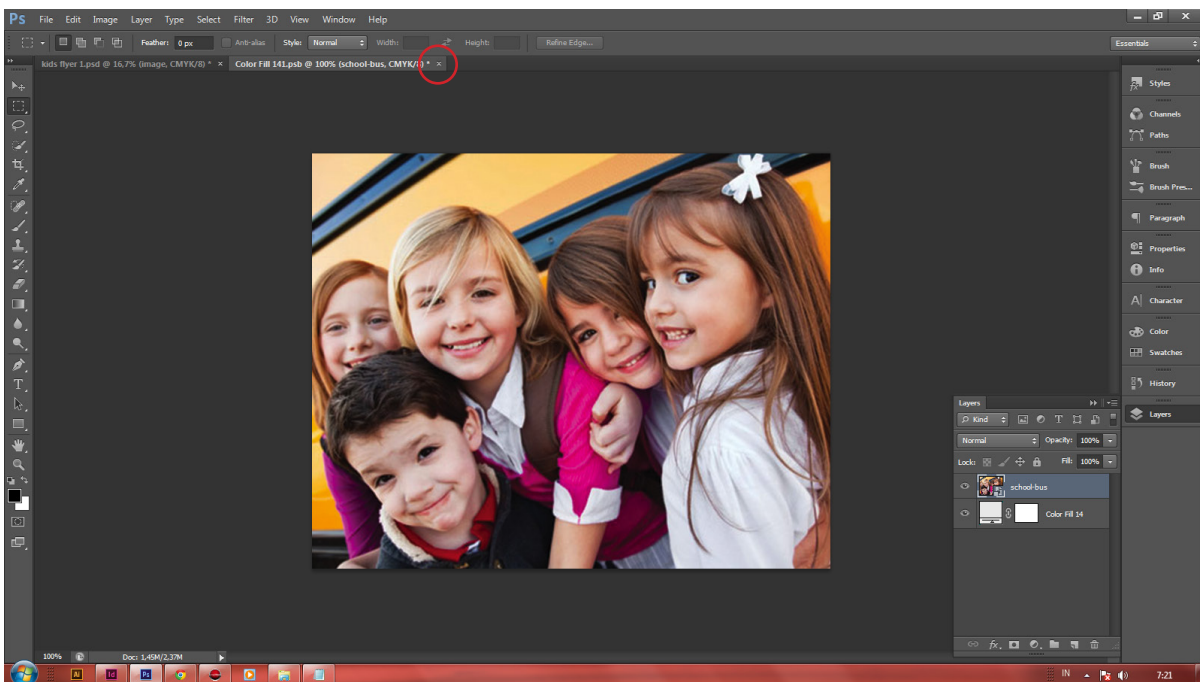 Ps File Edit Image Layer Type Select Filter 3D View Window Help
Feather: 0 px Anti-alias Style: Normal Width: Height: Refine Edge... Essentials
kids flyer 1.psd @ 16,7% (image, CMYK/8) * × Color Fill 141.psb @ 100% (school-bus, CMYK/8) * ×
Styles
Channels
Paths
Brush
Brush Pres...
Paragraph
Properties
Info
Character
Color
Swatches
History
Layers
Layers
Kind
Normal Opacity: 100%
Lock: Fill: 100%
school-bus
Color Fill 14
100% Doc: 1,45M/2,37M
Ai Id Ps IN 7:21